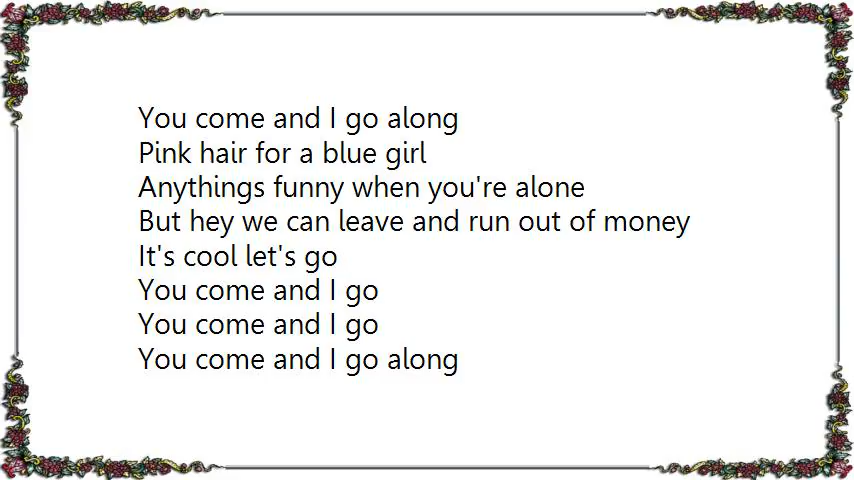 You come and I go along
Pink hair for a blue girl
Anythings funny when you're alone
But hey we can leave and run out of money
It's cool let's go
You come and I go
You come and I go
You come and I go along